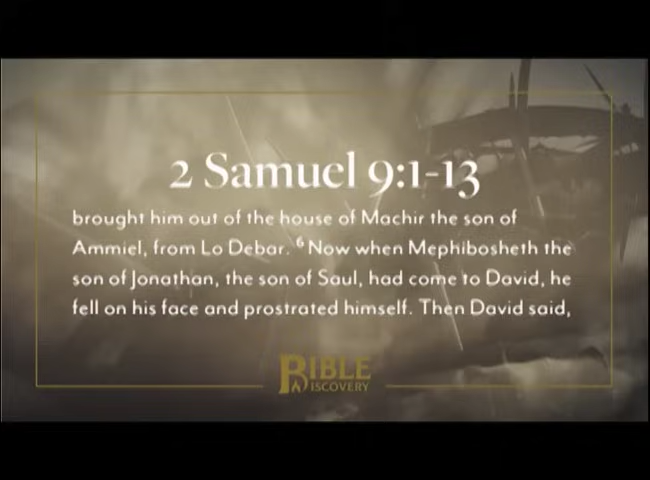 2 Samuel 9:1-13
brought him out of the house of Machir the son of
Ammiel, from Lo Debar. 6 Now when Mephibosheth the
son of Jonathan, the son of Saul, had come to David, he
fell on his face and prostrated himself. Then David said,
BIBLE
DISCOVERY